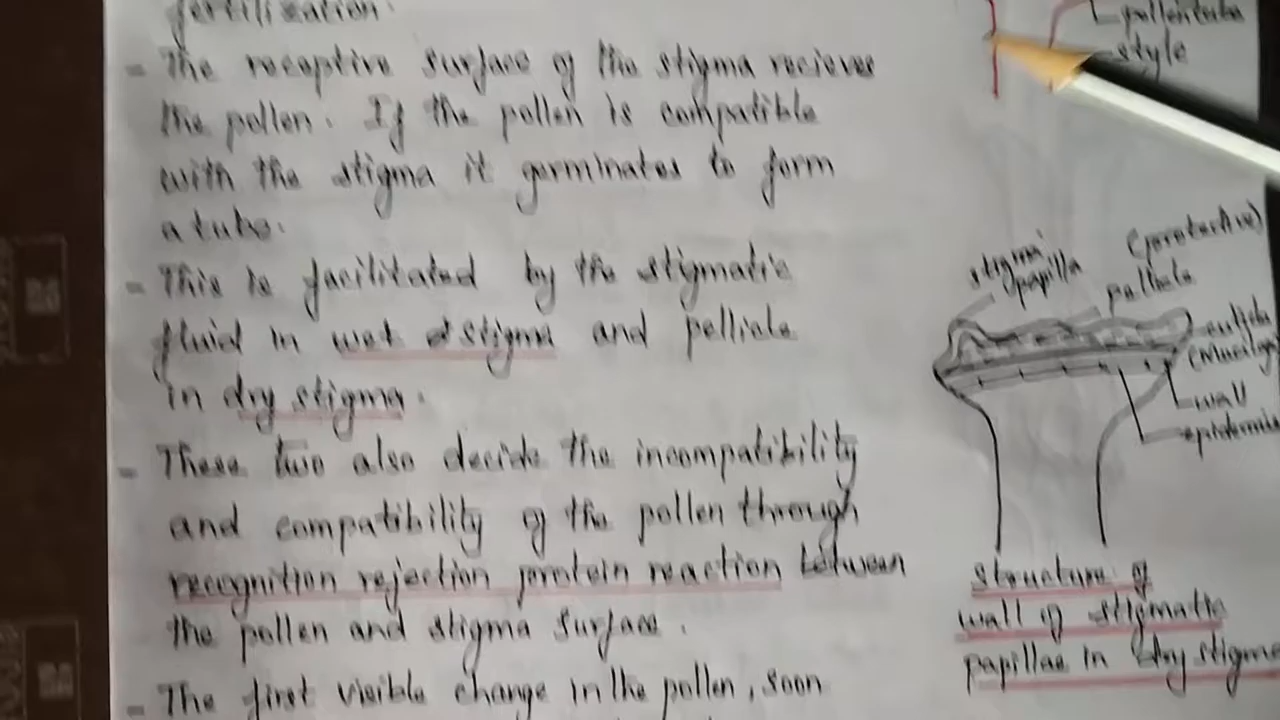 fertilization.
- The receptive surface of the stigma recieves
the pollen. If the pollen is compatible
with the stigma it germinates to form
a tube.
- This is facilitated by the stigmatic
fluid in wet stigma and pellicle
in dry stigma.
- These two also decide the incompatibility
and compatibility of the pollen through
recognition rejection protein reaction between
the pollen and stigma surface.
- The first visible change in the pollen, soon
pollentube
style
stigma
papilla
(protective)
pellicle
cuticle
(Mucilag
wall
epidermis
structure of
wall of stigmatic
papillae in dry stigma